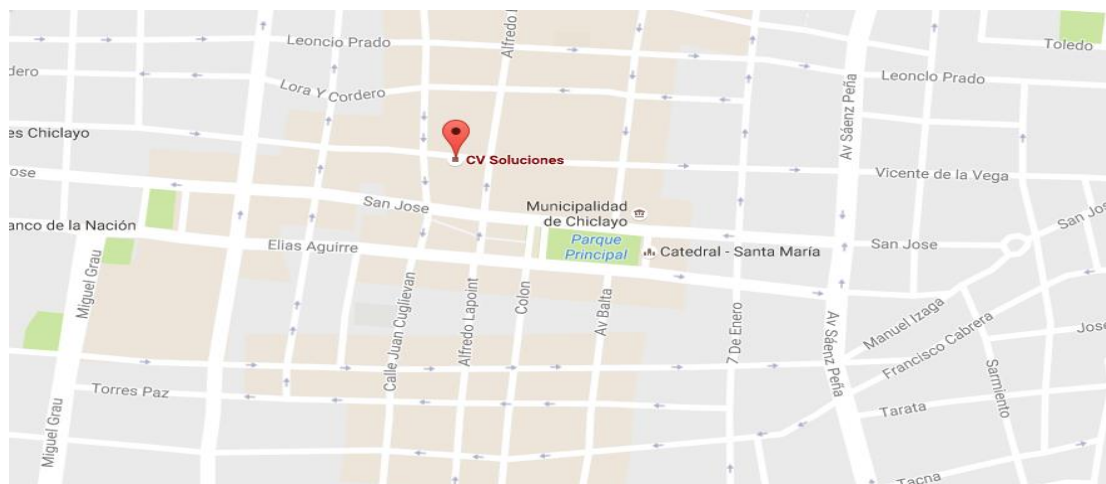 Leoncio Prado
Alfredo
Toledo
dero
Lora Y Cordero
Leoncio Prado
Av Sáenz Peña
es Chiclayo
CV Soluciones
Vicente de la Vega
ose
San Jose
Municipalidad
de Chiclayo
San Jos
anco de la Nación
Elias Aguirre
Parque
Principal
Catedral - Santa María
San Jose
Miguel Grau
Calle Juan Cuglievan
Alfredo Lapoint
Colon
Av Balta
7 De Enero
Av Sáenz Peña
Manuel Izaga
Francisco Cabrera
Jose
Sarmiento
Torres Paz
Tarata
Miguel Grau
Tacna